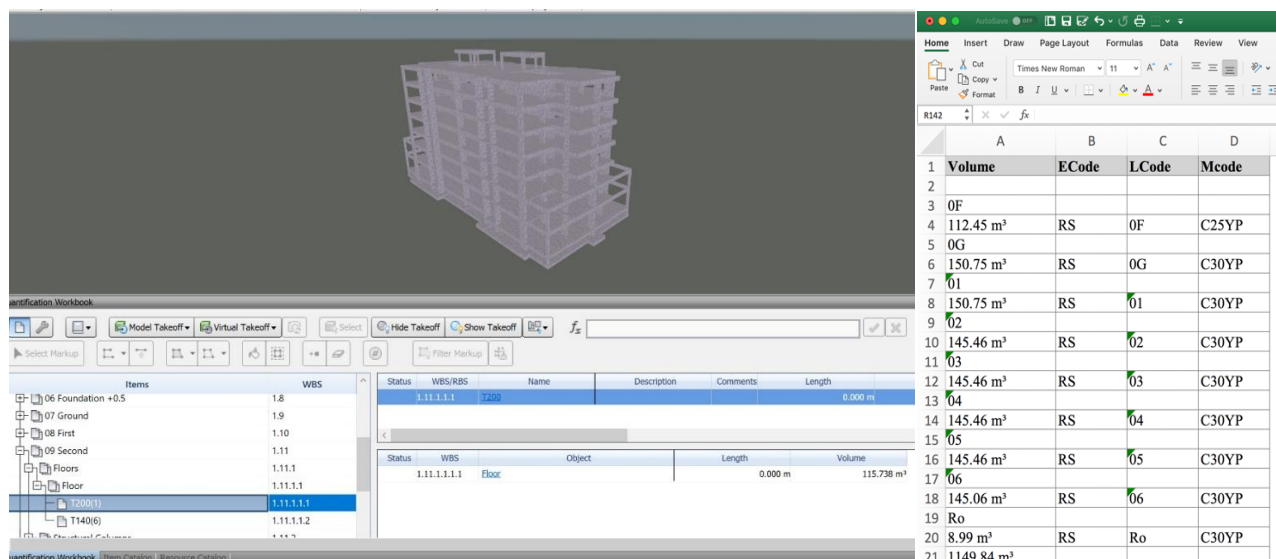 uantification Workbook
Model Takeoff
Virtual Takeoff
Select
Hide Takeoff
Show Takeoff
fx
Select Markup
Filter Markup
Items WBS
06 Foundation +0.5 1.8
07 Ground 1.9
08 First 1.10
09 Second 1.11
Floors 1.11.1
Floor 1.11.1.1
T200(1) 1.11.1.1.1
T140(6) 1.11.1.1.2
Structural Columns 1.11.2
Status WBS/RBS Name Description Comments Length
1.11.1.1.1 T200 0.000 m
Status WBS Object Length Volume
1.11.1.1.1.1 Floor 0.000 m 115.738 m³
uantification Workbook Item Catalog Resource Catalog
AutoSave OFF
Home Insert Draw Page Layout Formulas Data Review View
Paste
Cut
Copy
Format
Times New Roman 11 A^ A˅
B I U A
R142 fx
A B C D
1 Volume ECode LCode Mcode
2
3 0F
4 112.45 m³ RS 0F C25YP
5 0G
6 150.75 m³ RS 0G C30YP
7 01
8 150.75 m³ RS 01 C30YP
9 02
10 145.46 m³ RS 02 C30YP
11 03
12 145.46 m³ RS 03 C30YP
13 04
14 145.46 m³ RS 04 C30YP
15 05
16 145.46 m³ RS 05 C30YP
17 06
18 145.06 m³ RS 06 C30YP
19 Ro
20 8.99 m³ RS Ro C30YP
21 1149.84 m³